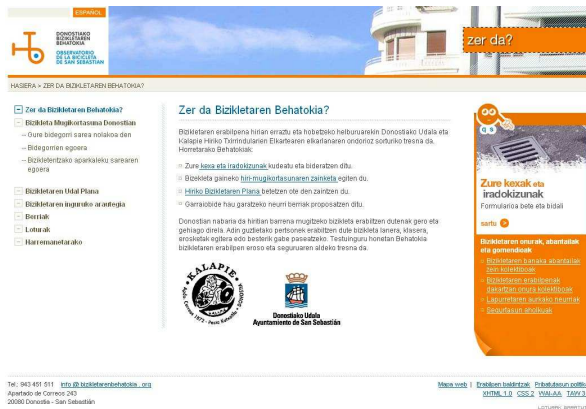 ESPAÑOL
DONOSTIAKO
BIZIKLETAREN
BEHATOKIA
OBSERVATORIO
DE LA BICICLETA
DE SAN SEBASTIAN
zer da?
HASIERA > ZER DA BIZIKLETAREN BEHATOKIA?
Zer da Bizikletaren Behatokia?
Bizikleta Mugikortasuna Donostian
– Gure bidegorri sarea nolakoa den
– Bidegorrien egoera
– Bizikletentzako aparkaleku sarearen
egoera
Bizikletaren Udal Plana
Bizikletaren inguruko arautegia
Berriak
Loturak
Harremanetarako
Zer da Bizikletaren Behatokia?
Bizikletaren erabilpena hirian erraztu eta hobetzeko helburuarekin Donostiako Udala eta
Kalapie Hiriko Txirrindularien Elkartearen elkarlanaren ondorioz sorturiko tresna da.
Horretarako Behatokiak:
Zure kexa eta iradokizunak kudeatu eta bideratzen ditu.
Bizekleta gaineko hiri-mugikortasunaren zainketa egiten du.
Hiriko Bizikletaren Plana betetzen ote den zaintzen du.
Garraiobide hau garatzeko neurri berriak proposatzen ditu.
Donostian nabaria da hiritian barrena mugitzeko bizikleta erabiltzen dutenak gero eta
gehiago direla. Adin guztietako pertsonek erabiltzen dute bizikleta lanera, klasera,
erosketak egitera edo besterik gabe paseatzeko. Testuinguru honetan Behatokia
bizikletaren erabilpen eroso eta seguruaren aldeko tresna da.
KALAPIE
Donostiako Udala
Ayuntamiento de San Sebastián
Zure kexak eta
iradokizunak
Formularioa bete eta bidali
sartu
Bizikletaren onurak, abantailak
eta gomendioak
Bizikletaren banaka abantailak
zein kolektiboak
Bizikletaren erabilpenak
dakartzan onura kolektiboak
Lapurretaren aurkako neurriak
Segurtasun aholkuak
Tel.: 943 451 511 info @ bizikletarenbehatokia . org
Apartado de Correos 243
20080 Donostia - San Sebastián
Mapa web | Erabilpen baldintzak Pribatutasun politika
XHTML 1.0 CSS 2 WAI-AA TAW 3